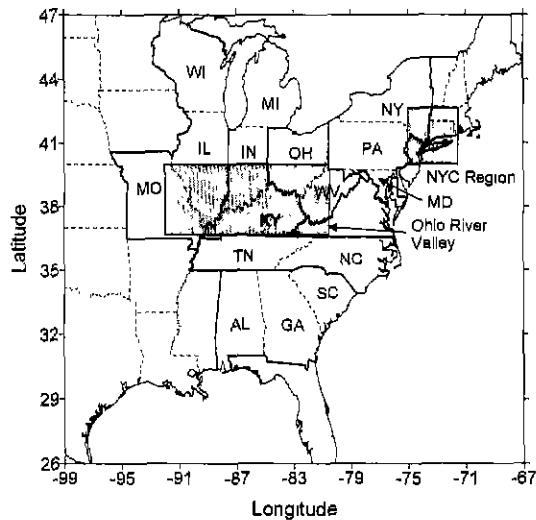 47
44
41
38
35
32
29
26
Latitude
WI
MI
NY
IL
IN
OH
PA
NYC Region
MO
WV
MD
KY
Ohio River
Valley
TN
NC
SC
AL
GA
-99
-95
-91
-87
-83
-79
-75
-71
-67
Longitude